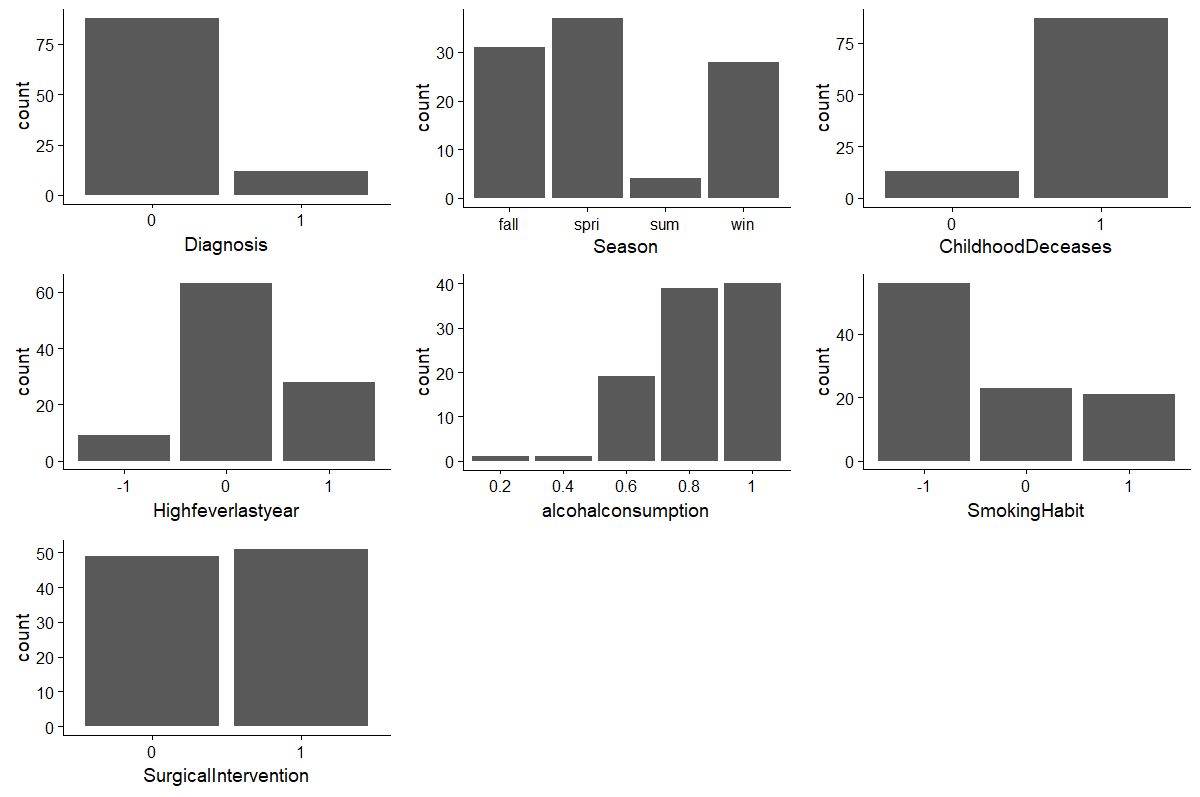 count
75
50
25
0
0 1
Diagnosis
count
30
20
10
0
fall spri sum win
Season
count
75
50
25
0
0 1
ChildhoodDeceases
count
60
40
20
0
-1 0 1
Highfeverlastyear
count
40
30
20
10
0
0.2 0.4 0.6 0.8 1
alcohalconsumption
count
40
20
0
-1 0 1
SmokingHabit
count
50
40
30
20
10
0
0 1
SurgicalIntervention